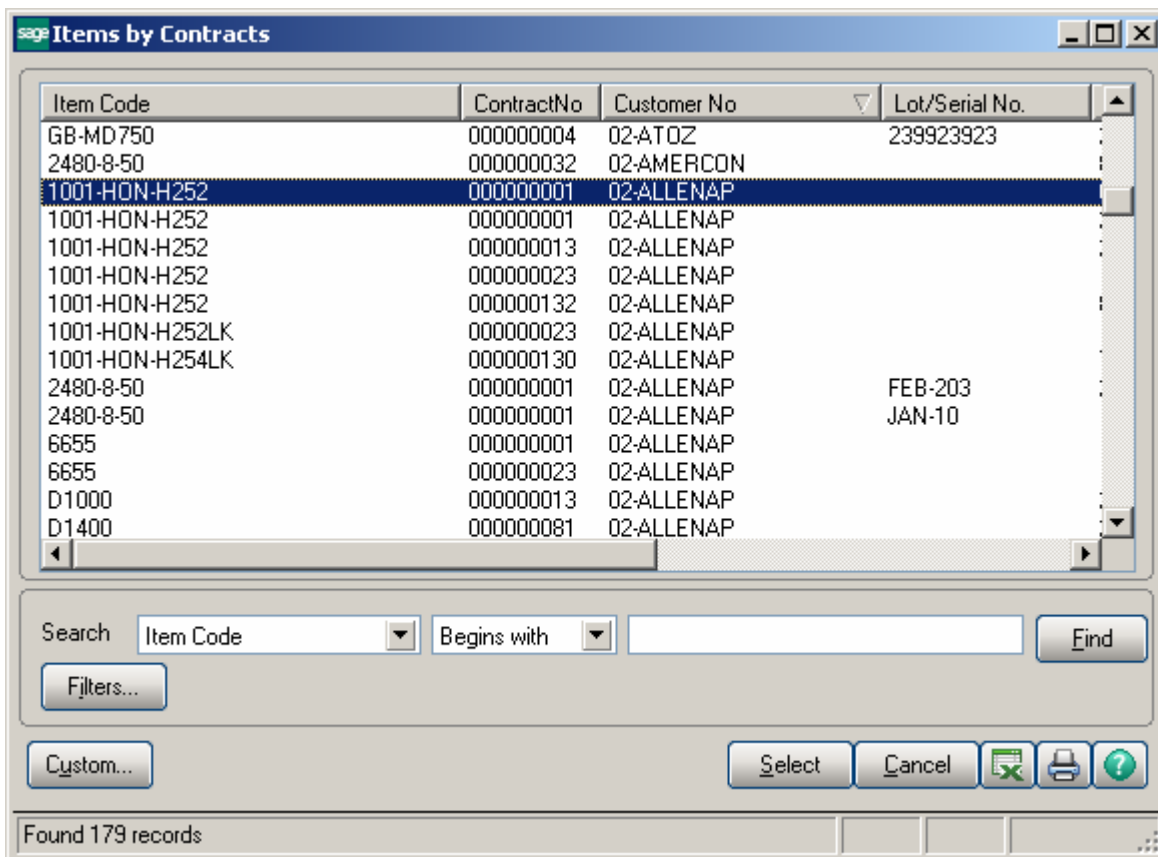 sage Items by Contracts
Item Code ContractNo Customer No Lot/Serial No.
GB-MD750 000000004 02-ATOZ 239923923
2480-8-50 000000032 02-AMERCON
1001-HON-H252 000000001 02-ALLENAP
1001-HON-H252 000000001 02-ALLENAP
1001-HON-H252 000000013 02-ALLENAP
1001-HON-H252 000000023 02-ALLENAP
1001-HON-H252 000000132 02-ALLENAP
1001-HON-H252LK 000000023 02-ALLENAP
1001-HON-H254LK 000000130 02-ALLENAP
2480-8-50 000000001 02-ALLENAP FEB-203
2480-8-50 000000001 02-ALLENAP JAN-10
6655 000000001 02-ALLENAP
6655 000000023 02-ALLENAP
D1000 000000013 02-ALLENAP
D1400 000000081 02-ALLENAP
Search Item Code Begins with Find
Filters...
Custom... Select Cancel
Found 179 records